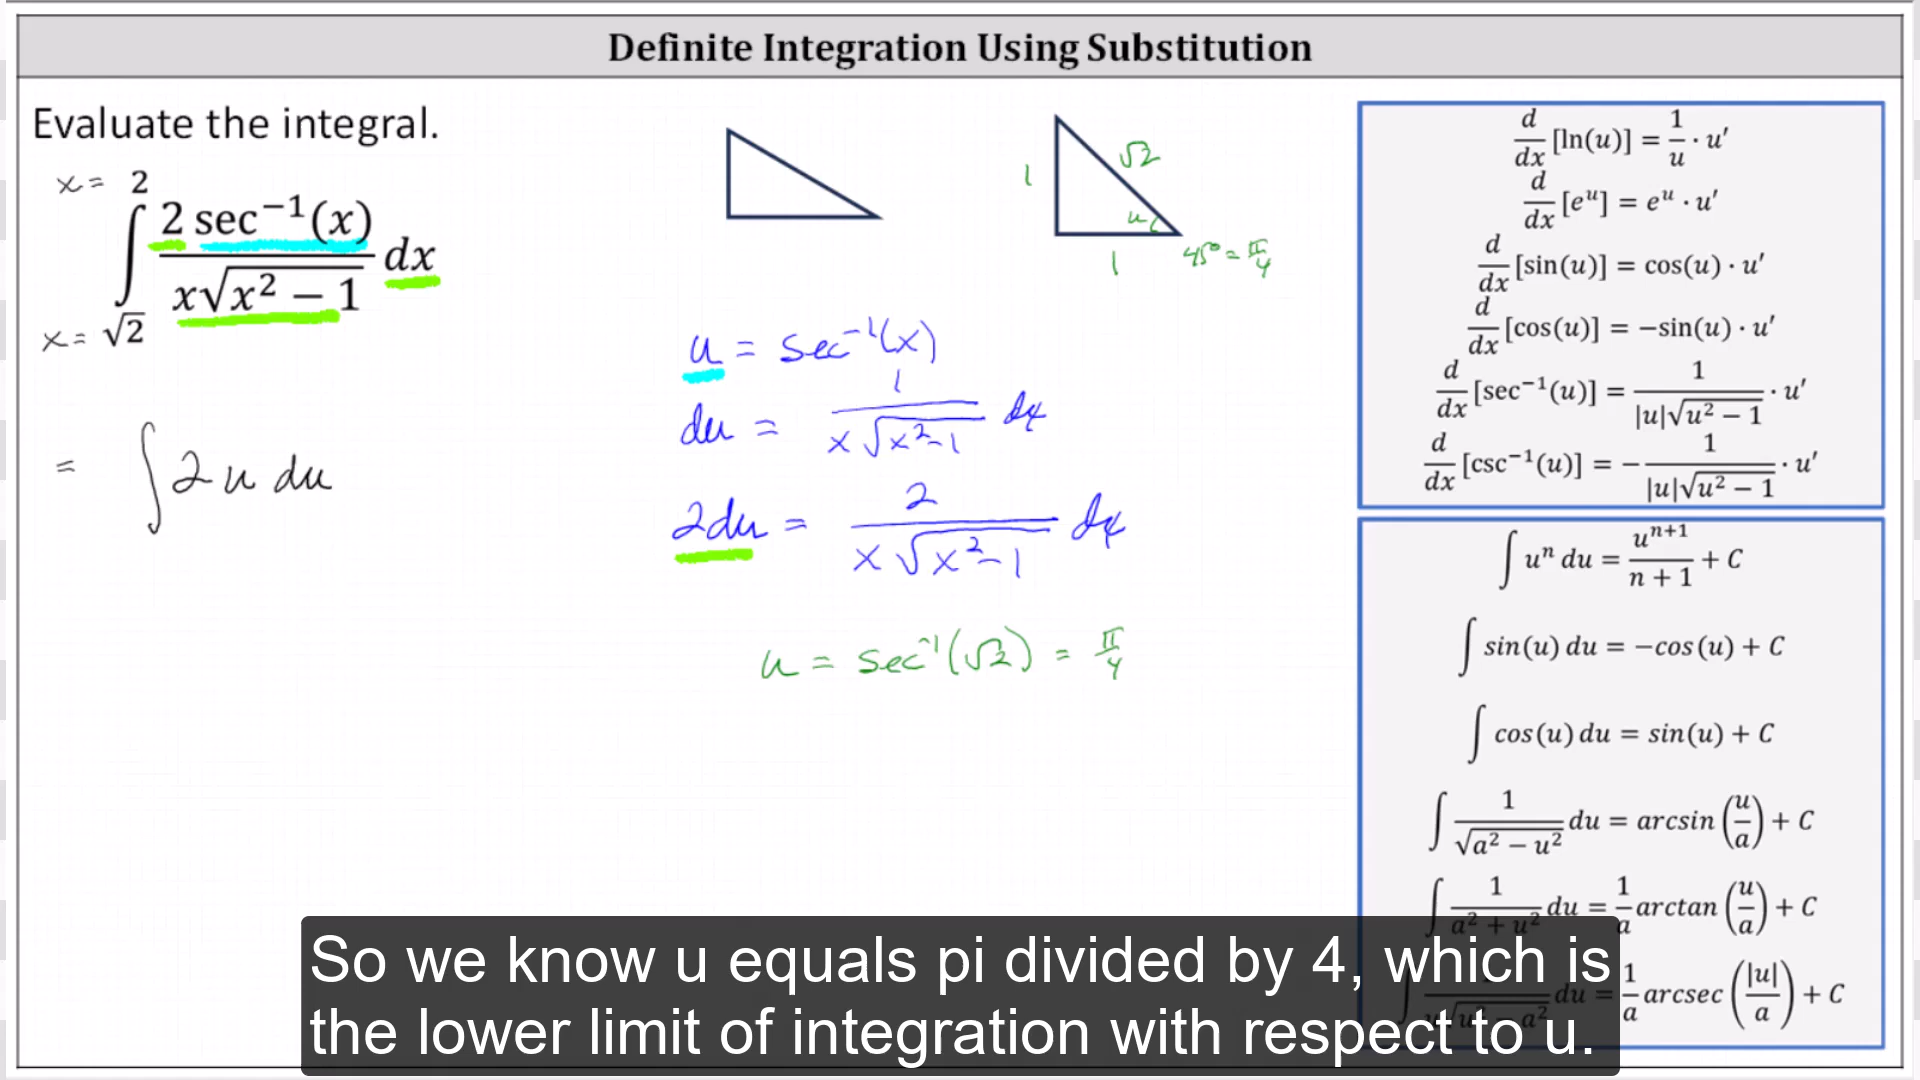 Definite Integration Using Substitution
Evaluate the integral.
x = 2
∫ 2 sec⁻¹(x) / x√x² − 1 dx
x = √2
= ∫ 2 u du
1
√2
u
1
45° = π/4
u = sec⁻¹(x)
du = 1 / x√x²-1 dx
2du = 2 / x√x²-1 dx
u = sec⁻¹(√2) = π/4
d/dx [ln(u)] = 1/u · u′
d/dx [eᵘ] = eᵘ · u′
d/dx [sin(u)] = cos(u) · u′
d/dx [cos(u)] = −sin(u) · u′
d/dx [sec⁻¹(u)] = 1 / |u|√u² − 1 · u′
d/dx [csc⁻¹(u)] = − 1 / |u|√u² − 1 · u′
∫ uⁿ du = uⁿ⁺¹ / n + 1 + C
∫ sin(u) du = −cos(u) + C
∫ cos(u) du = sin(u) + C
∫ 1 / √a² − u² du = arcsin (u/a) + C
∫ 1 / a² + u² du = 1/a arctan (u/a) + C
∫ 1 / u√u² − a² du = 1/a arcsec (|u|/a) + C
So we know u equals pi divided by 4, which is
the lower limit of integration with respect to u.